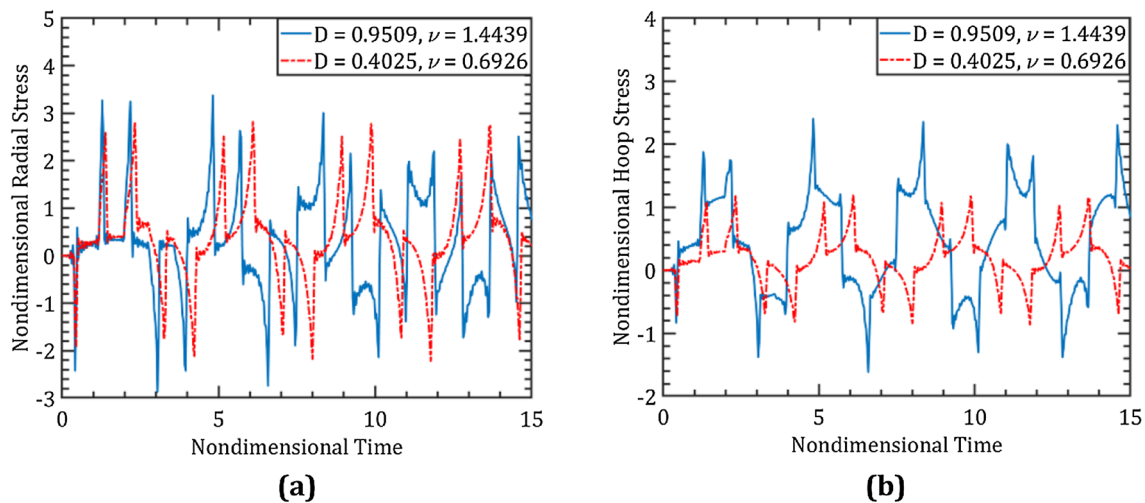 D = 0.9509, ν = 1.4439
D = 0.4025, ν = 0.6926
5
4
3
2
1
0
-1
-2
-3
Nondimensional Radial Stress
0 5 10 15
Nondimensional Time
(a)
D = 0.9509, ν = 1.4439
D = 0.4025, ν = 0.6926
4
3
2
1
0
-1
-2
Nondimensional Hoop Stress
0 5 10 15
Nondimensional Time
(b)